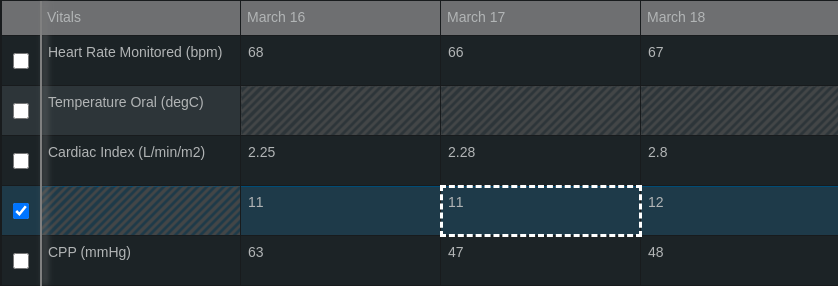 Vitals March 16 March 17 March 18
Heart Rate Monitored (bpm) 68 66 67
Temperature Oral (degC)
Cardiac Index (L/min/m2) 2.25 2.28 2.8
11 11 12
CPP (mmHg) 63 47 48